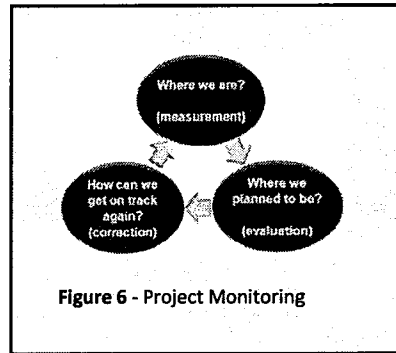 Where we are?
(measurement)
How can we
get on track
again?
(correction)
Where we
planned to be?
(evaluation)
Figure 6 - Project Monitoring